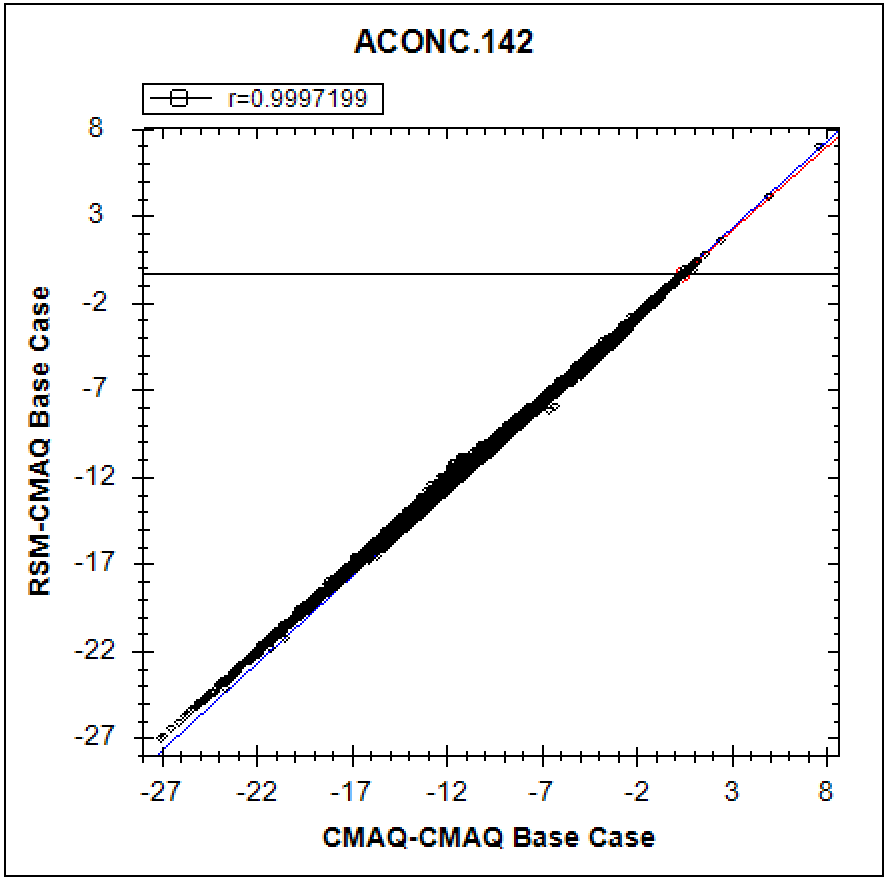 ACONC.142
r=0.9997199
8
3
-2
-7
-12
-17
-22
-27
RSM-CMAQ Base Case
-27 -22 -17 -12 -7 -2 3 8
CMAQ-CMAQ Base Case